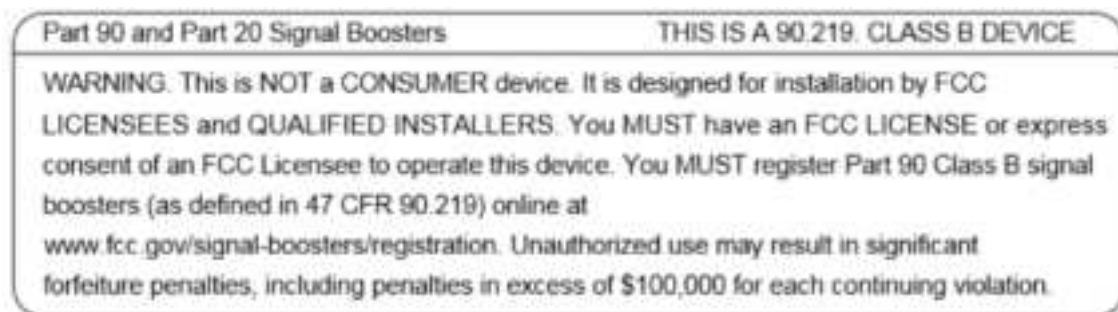 Part 90 and Part 20 Signal Boosters THIS IS A 90.219. CLASS B DEVICE
WARNING. This is NOT a CONSUMER device. It is designed for installation by FCC
LICENSEES and QUALIFIED INSTALLERS. You MUST have an FCC LICENSE or express
consent of an FCC Licensee to operate this device. You MUST register Part 90 Class B signal
boosters (as defined in 47 CFR 90.219) online at
www.fcc.gov/signal-boosters/registration. Unauthorized use may result in significant
forfeiture penalties, including penalties in excess of $100,000 for each continuing violation.